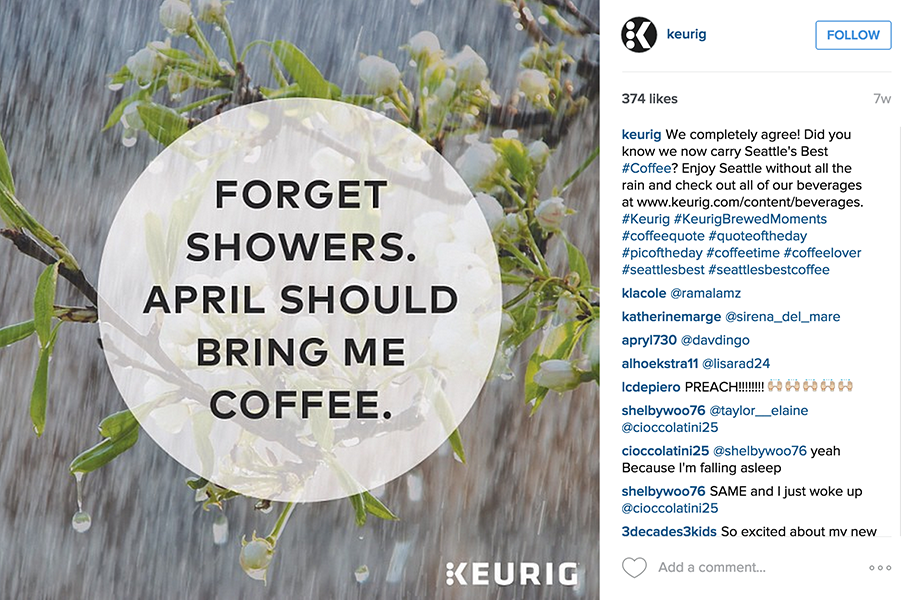 FORGET
SHOWERS.
APRIL SHOULD
BRING ME
COFFEE.
KEURIG
keurig
FOLLOW
374 likes
7w
keurig We completely agree! Did you
know we now carry Seattle's Best
#Coffee? Enjoy Seattle without all the
rain and check out all of our beverages
at www.keurig.com/content/beverages.
#Keurig #KeurigBrewedMoments
#coffeequote #quoteoftheday
#picoftheday #coffeetime #coffeelover
#seattlesbest #seattlesbestcoffee
klacole @ramalamz
katherinemarge @sirena_del_mare
apryl730 @davdingo
alhoekstra11 @lisarad24
lcdepiero PREACH!!!!!!!! 🙌🏼🙌🏼🙌🏼🙌🏼🙌🏼
shelbywoo76 @taylor__elaine
@cioccolatini25
cioccolatini25 @shelbywoo76 yeah
Because I'm falling asleep
shelbywoo76 SAME and I just woke up
@cioccolatini25
3decades3kids So excited about my new
Add a comment...